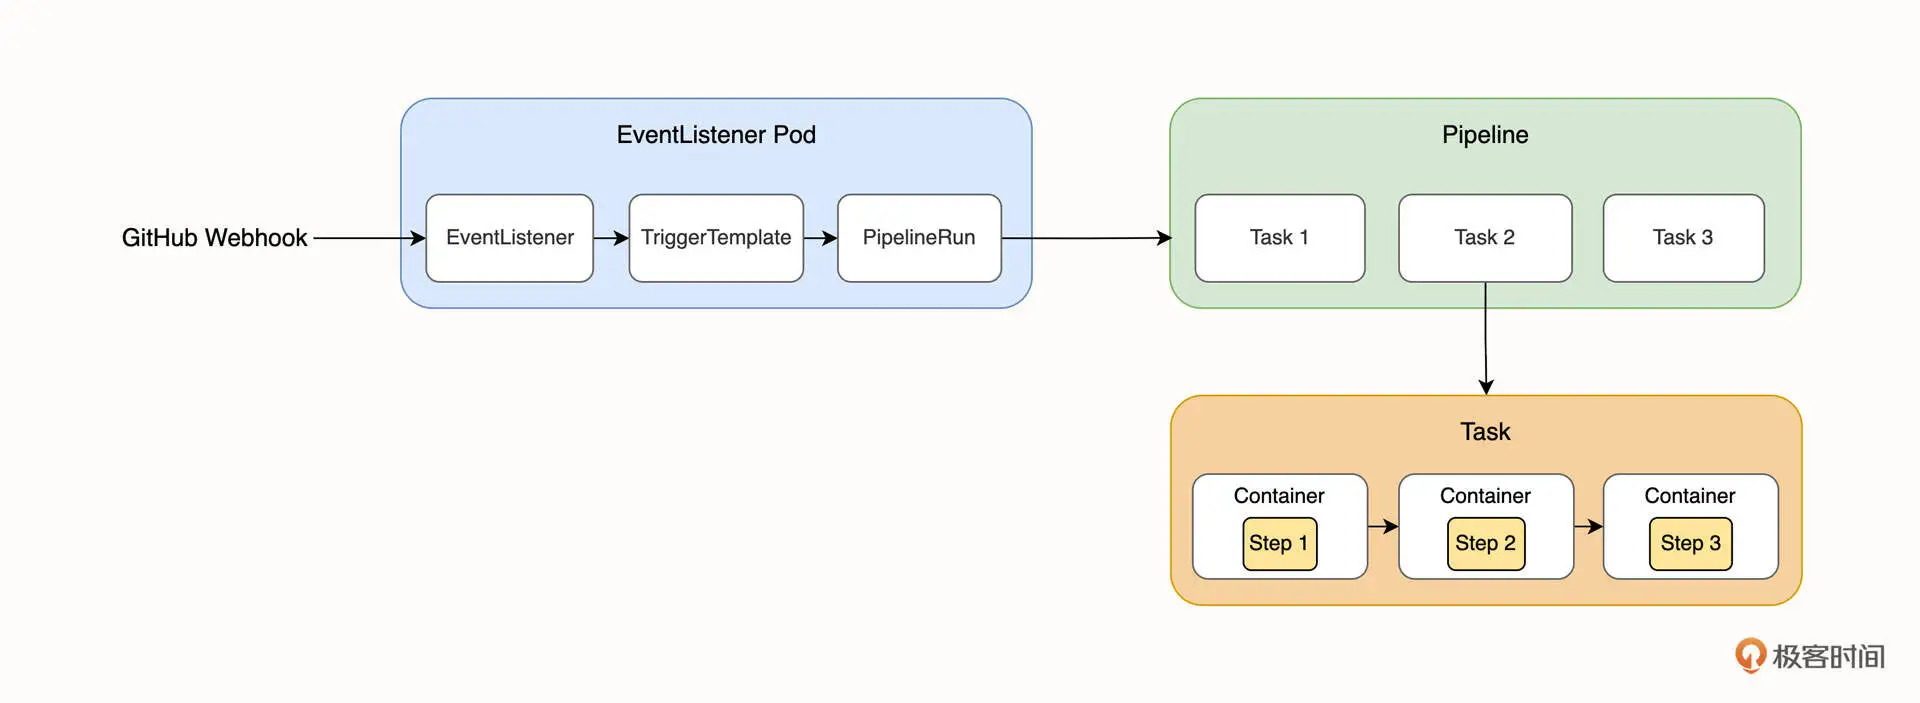 EventListener Pod
Pipeline
GitHub Webhook
EventListener
TriggerTemplate
PipelineRun
Task 1
Task 2
Task 3
Task
Container
Container
Container
Step 1
Step 2
Step 3
极客时间